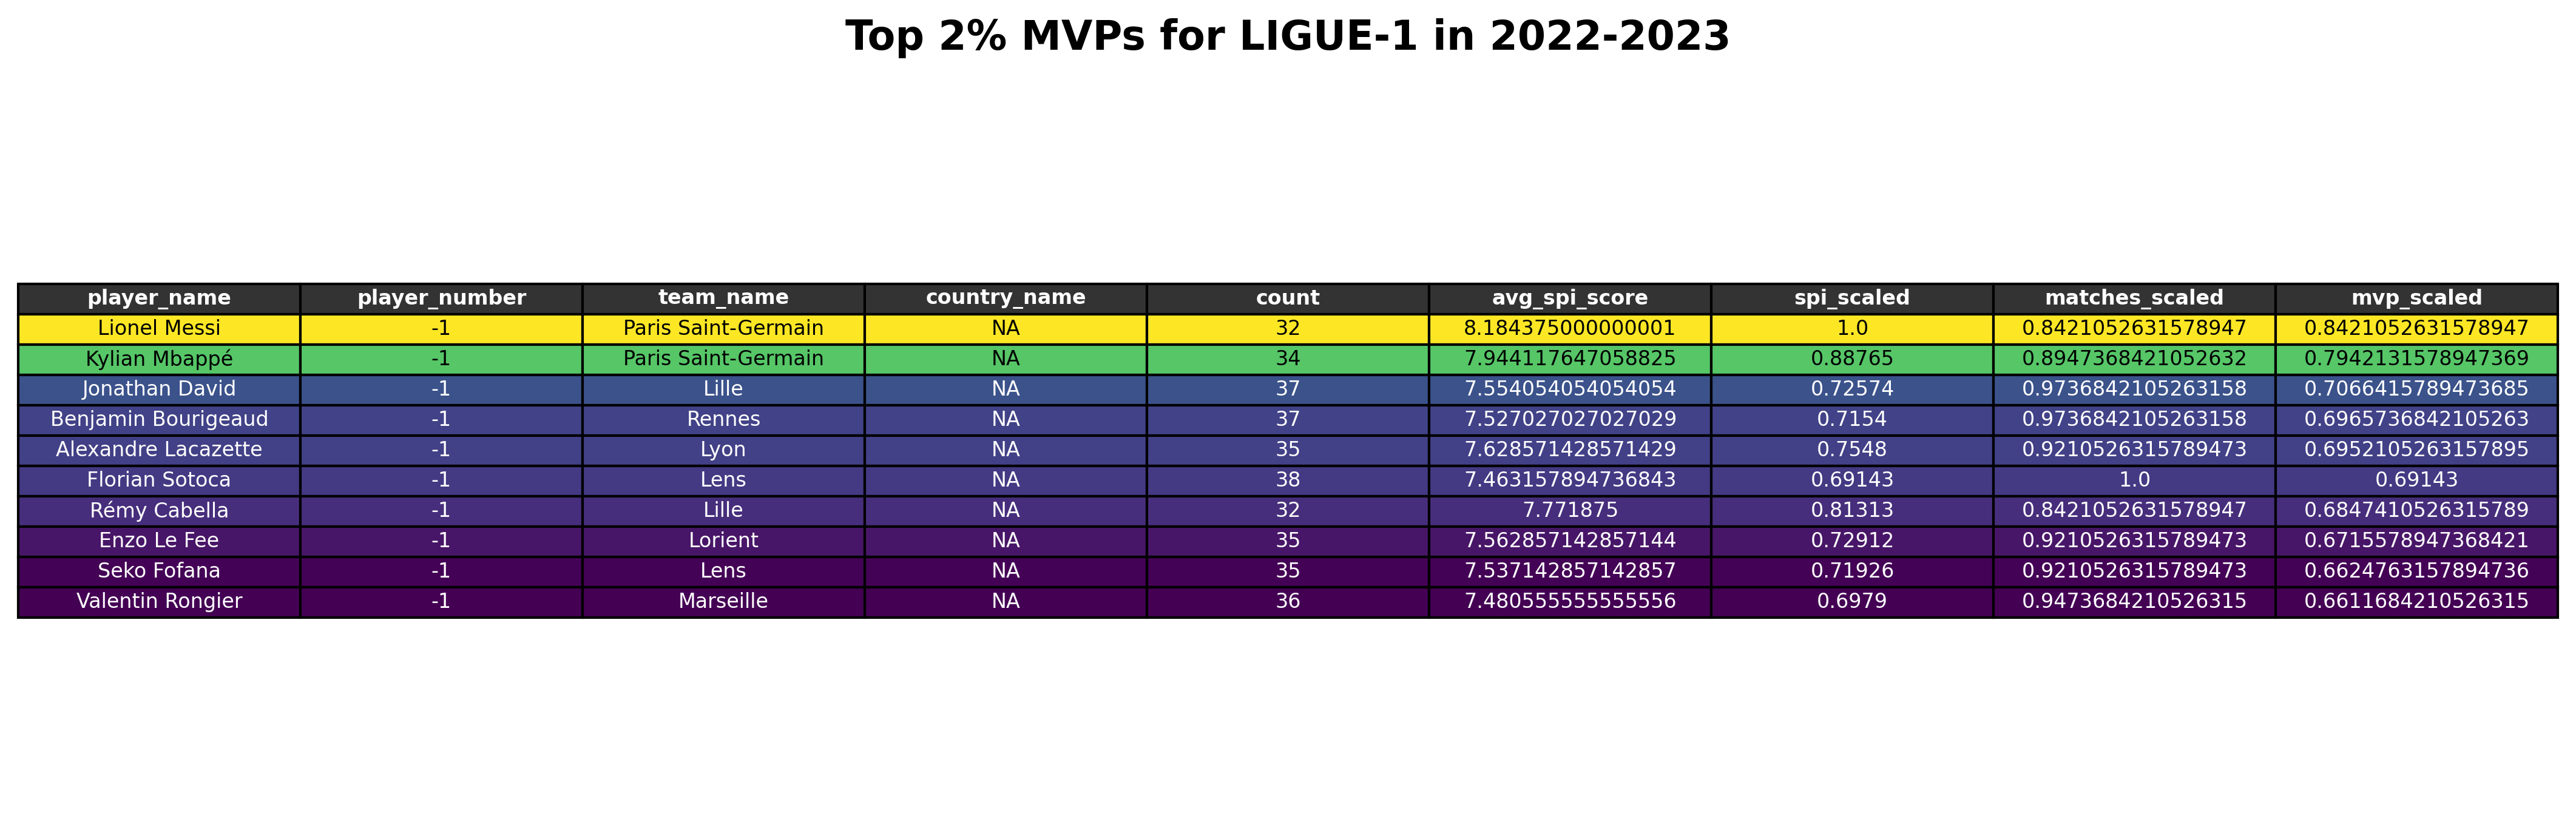 Top 2% MVPs for LIGUE-1 in 2022-2023
player_name player_number team_name country_name count avg_spi_score spi_scaled matches_scaled mvp_scaled
Lionel Messi -1 Paris Saint-Germain NA 32 8.184375000000001 1.0 0.8421052631578947 0.8421052631578947
Kylian Mbappé -1 Paris Saint-Germain NA 34 7.944117647058825 0.88765 0.8947368421052632 0.7942131578947369
Jonathan David -1 Lille NA 37 7.554054054054054 0.72574 0.9736842105263158 0.7066415789473685
Benjamin Bourigeaud -1 Rennes NA 37 7.527027027027029 0.7154 0.9736842105263158 0.6965736842105263
Alexandre Lacazette -1 Lyon NA 35 7.628571428571429 0.7548 0.9210526315789473 0.6952105263157895
Florian Sotoca -1 Lens NA 38 7.463157894736843 0.69143 1.0 0.69143
Rémy Cabella -1 Lille NA 32 7.771875 0.81313 0.8421052631578947 0.6847410526315789
Enzo Le Fee -1 Lorient NA 35 7.562857142857144 0.72912 0.9210526315789473 0.6715578947368421
Seko Fofana -1 Lens NA 35 7.537142857142857 0.71926 0.9210526315789473 0.6624763157894736
Valentin Rongier -1 Marseille NA 36 7.480555555555556 0.6979 0.9473684210526315 0.6611684210526315